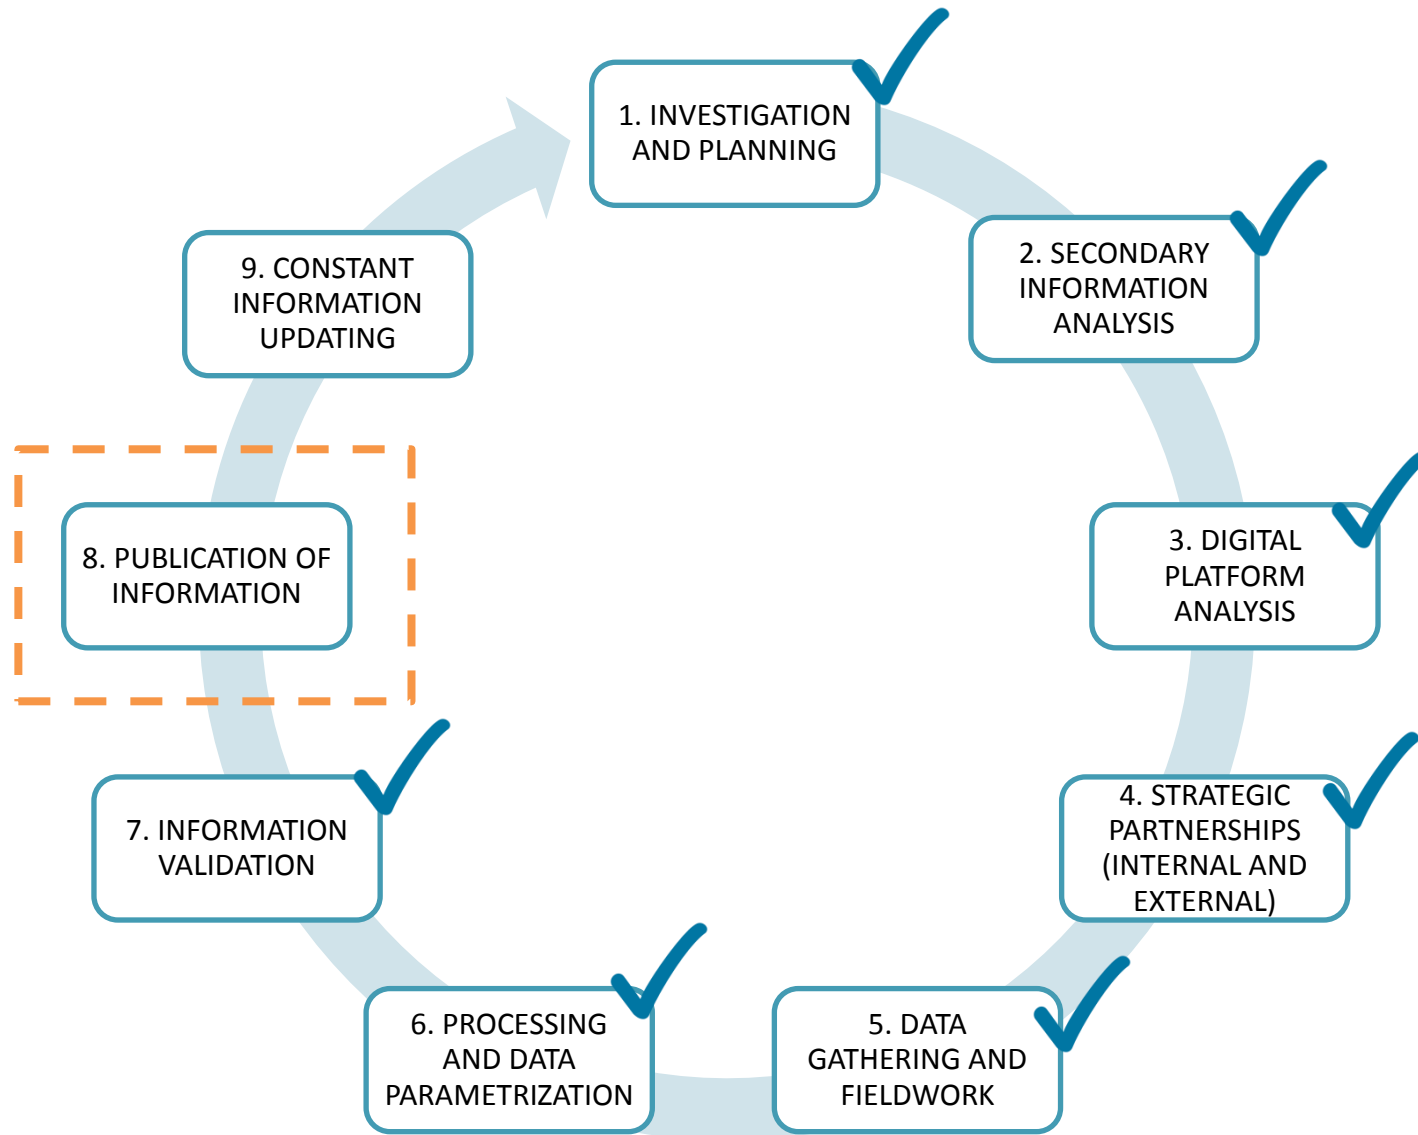 1. INVESTIGATION
AND PLANNING
2. SECONDARY
INFORMATION
ANALYSIS
3. DIGITAL
PLATFORM
ANALYSIS
4. STRATEGIC
PARTNERSHIPS
(INTERNAL AND
EXTERNAL)
5. DATA
GATHERING AND
FIELDWORK
6. PROCESSING
AND DATA
PARAMETRIZATION
7. INFORMATION
VALIDATION
8. PUBLICATION OF
INFORMATION
9. CONSTANT
INFORMATION
UPDATING